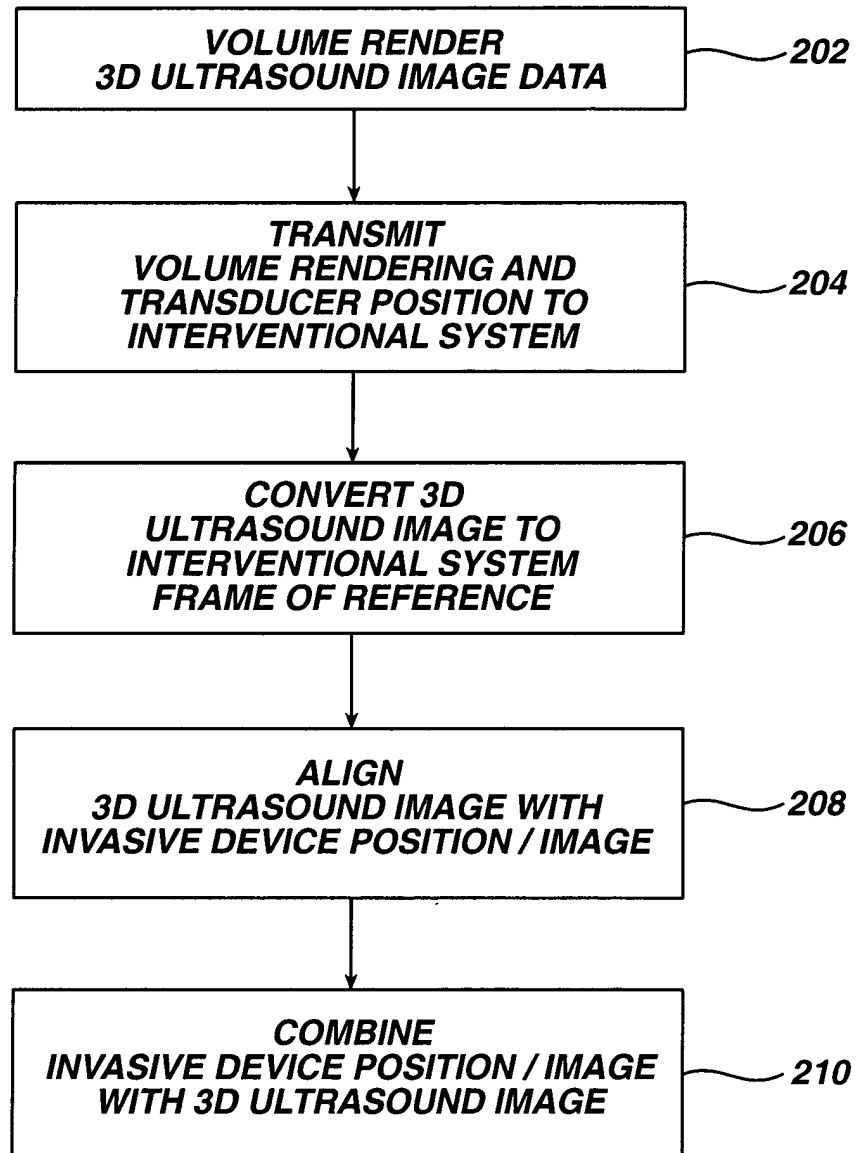 VOLUME RENDER
3D ULTRASOUND IMAGE DATA
202
TRANSMIT
VOLUME RENDERING AND
TRANSDUCER POSITION TO
INTERVENTIONAL SYSTEM
204
CONVERT 3D
ULTRASOUND IMAGE TO
INTERVENTIONAL SYSTEM
FRAME OF REFERENCE
206
ALIGN
3D ULTRASOUND IMAGE WITH
INVASIVE DEVICE POSITION / IMAGE
208
COMBINE
INVASIVE DEVICE POSITION / IMAGE
WITH 3D ULTRASOUND IMAGE
210